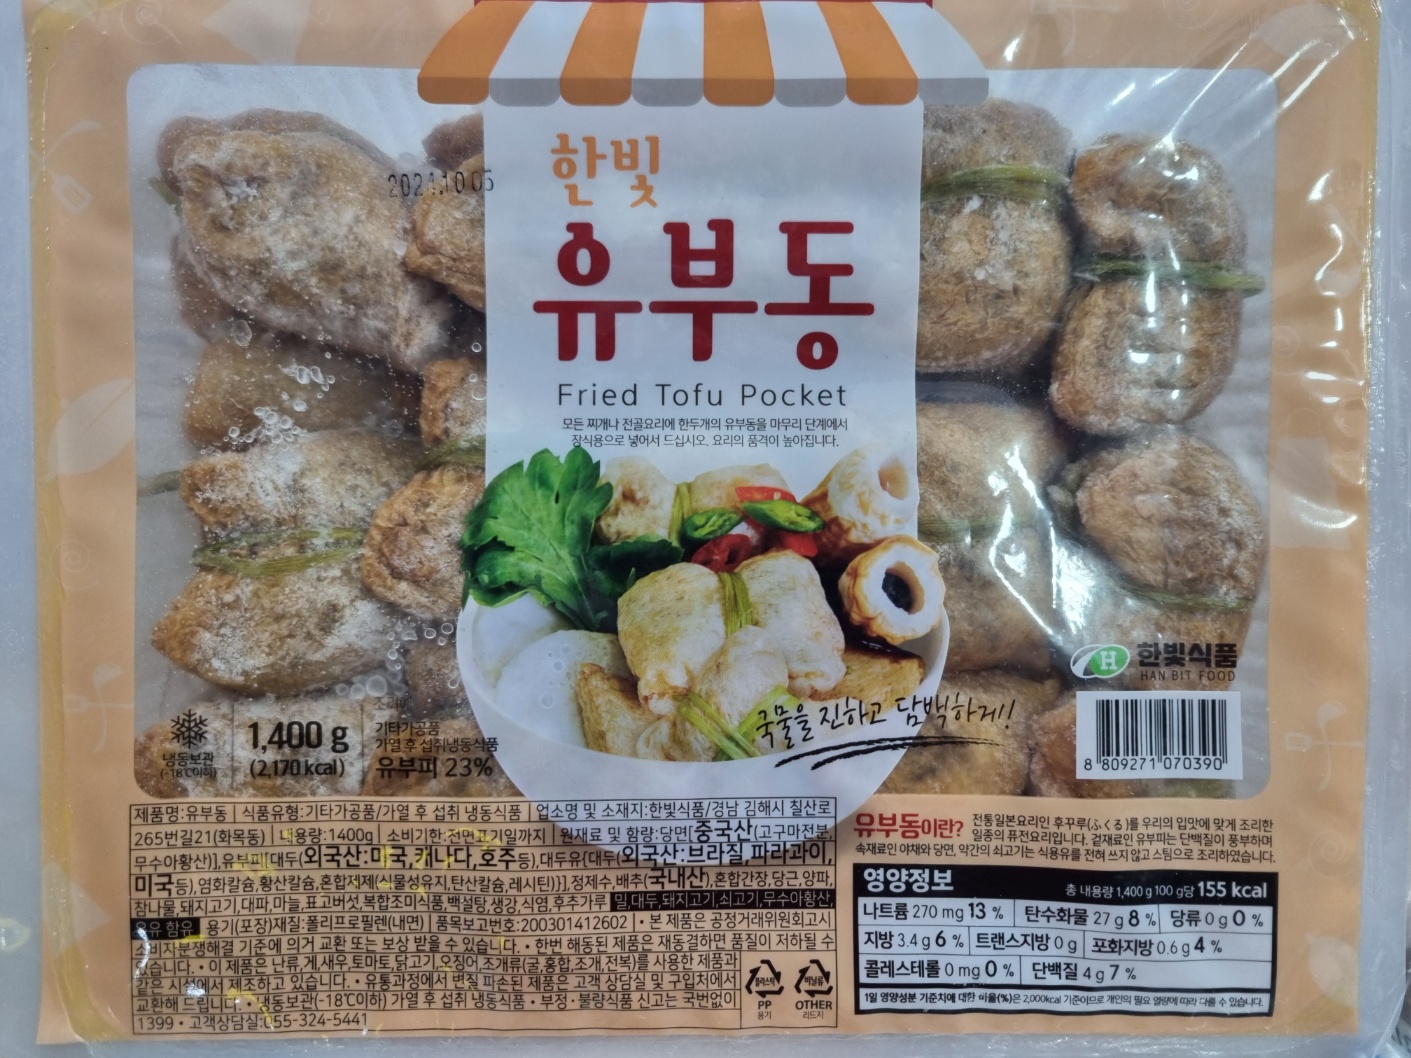 2024.10.05
한빛
유부동
Fried Tofu Pocket
모든 찌개나 전골요리에 한두개의 유부동을 마무리 단계에서
장식용으로 넣어서 드십시오. 요리의 품격이 높아집니다.
국물을 진하고 담백하게!!
H
한빛식품
HAN BIT FOOD
8 809271 070390
냉동보관
(-18℃이하)
1,400 g
(2,170 kcal)
기타가공품
가열 후 섭취냉동식품
유부피 23%
제품명:유부동 식품유형:기타가공품/가열 후 섭취 냉동식품 업소명 및 소재지:한빛식품/경남 김해시 칠산로
265번길21(화목동) 내용량:1400g 소비기한:전면표기일까지 원재료 및 함량:당면[중국산(고구마전분,
무수아황산)],유부피[대두(외국산:미국,캐나다,호주등),대두유{대두(외국산:브라질,파라과이,
미국등),염화칼슘,황산칼슘,혼합제제(식물성유지,탄산칼슘,레시틴)}],정제수,배추(국내산),혼합간장,당근,양파,
참나물,돼지고기,대파,마늘,표고버섯,복합조미식품,백설탕,생강,식염,후추가루 밀,대두,돼지고기,쇠고기,무수아황산,
우유 함유 용기(포장)재질:폴리프로필렌(내면) 품목보고번호:200301412602 • 본 제품은 공정거래위원회고시
소비자분쟁해결 기준에 의거 교환 또는 보상 받을 수 있습니다. • 한번 해동된 제품은 재동결하면 품질이 저하될 수
있습니다. • 이 제품은 난류,게,새우,토마토,닭고기,오징어,조개류(굴,홍합,조개,전복)를 사용한 제품과
같은 시설에서 제조하고 있습니다. • 유통과정에서 변질 파손된 제품은 고객 상담실 및 구입처에서
교환해 드립니다 • 냉동보관(-18℃이하) 가열 후 섭취 냉동식품 • 부정·불량식품 신고는 국번없이
1399 • 고객상담실:055-324-5441
플라스틱
PP
용기
비닐류
OTHER
리드지
유부동이란? 전통일본요리인 후꾸루(ふくる)를 우리의 입맛에 맞게 조리한
일종의 퓨전요리입니다. 겉재료인 유부피는 단백질이 풍부하며
속재료인 야채와 당면, 약간의 쇠고기는 식용유를 전혀 쓰지않고 스팀으로 조리하였습니다.
영양정보 총 내용량 1,400 g 100 g당 155 kcal
나트륨 270 mg 13 % 탄수화물 27 g 8 % 당류 0 g 0 %
지방 3.4 g 6 % 트랜스지방 0 g 포화지방 0.6 g 4 %
콜레스테롤 0 mg 0 % 단백질 4 g 7 %
1일 영양성분 기준치에 대한 비율(%)은 2,000kcal 기준이므로 개인의 필요 열량에 따라 다를 수 있습니다.